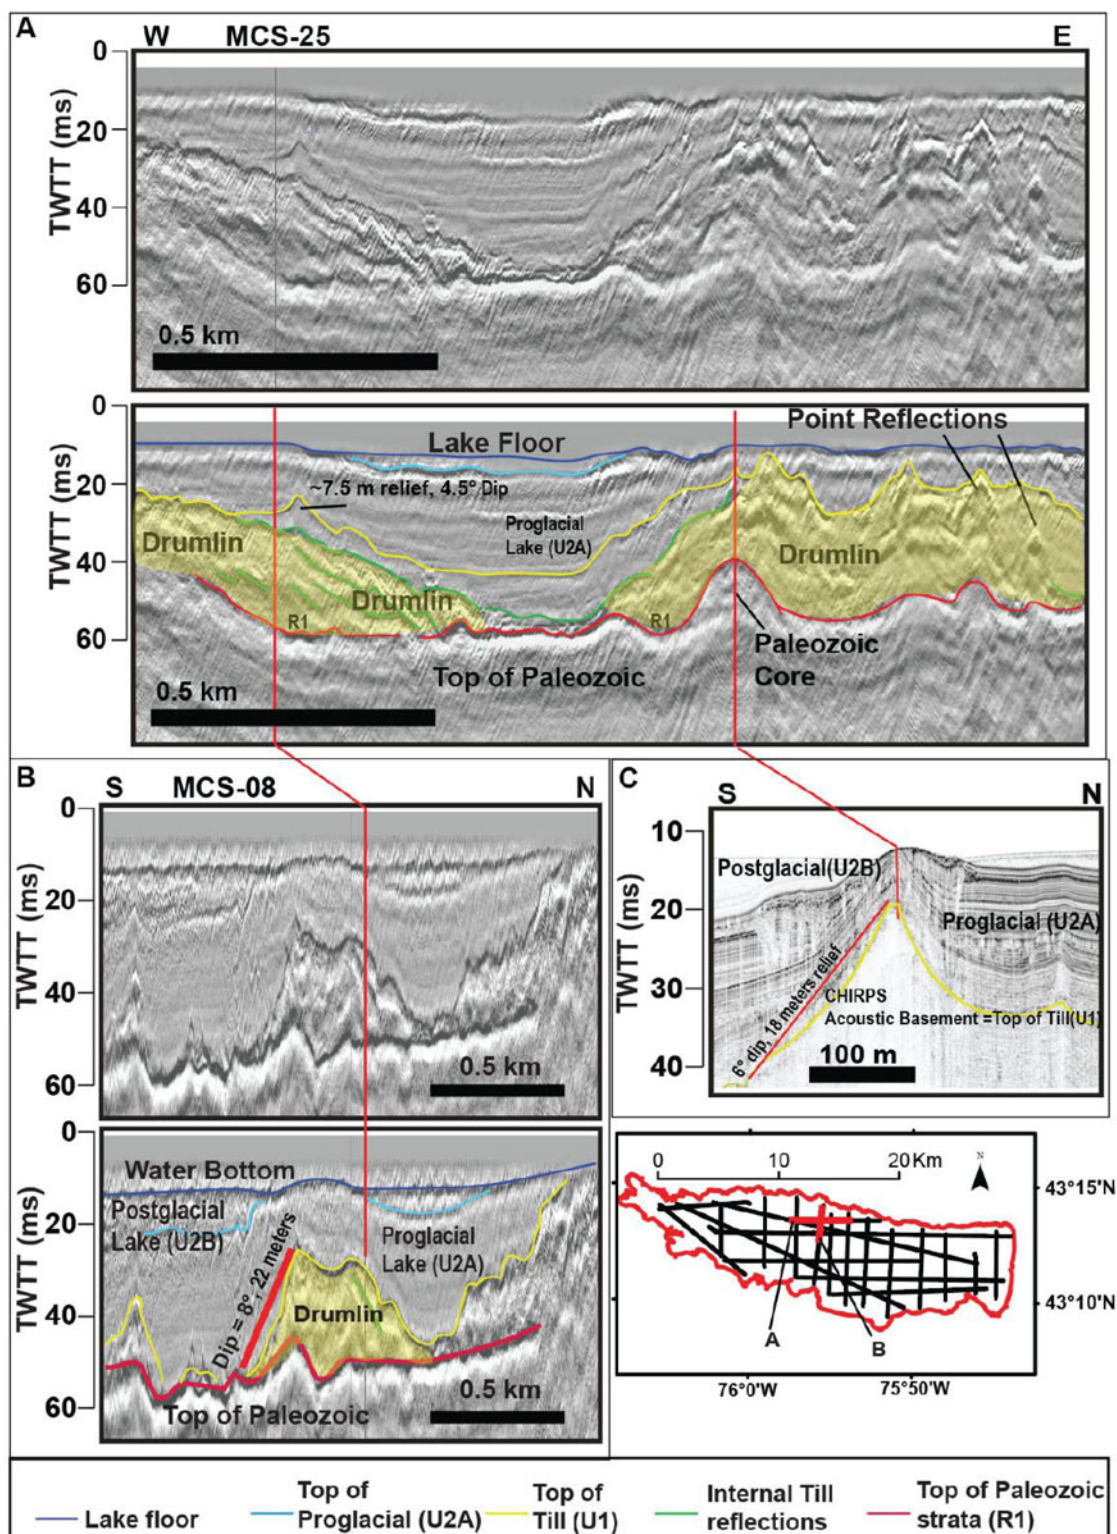 A
W MCS-25 E
TWTT (ms)
0
20
40
60
0.5 km
TWTT (ms)
0
20
40
60
Point Reflections
Lake Floor
~7.5 m relief, 4.5° Dip
Proglacial
Lake (U2A)
Drumlin
Drumlin
Drumlin
R1
R1
Paleozoic
Core
Top of Paleozoic
0.5 km
B
S MCS-08 N
TWTT (ms)
0
20
40
60
0.5 km
TWTT (ms)
0
20
40
60
Water Bottom
Postglacial
Lake (U2B)
Proglacial
Lake (U2A)
Dip = 8°, 22 meters
Drumlin
0.5 km
Top of Paleozoic
C
S N
TWTT (ms)
10
20
30
40
Postglacial(U2B)
Proglacial (U2A)
6° dip, 18 meters relief
CHIRPS
Acoustic Basement =Top of Till(U1)
100 m
0 10 20 Km
N
43°15'N
43°10'N
A
B
76°0'W 75°50'W
Lake floor
Top of
Proglacial (U2A)
Top of
Till (U1)
Internal Till
reflections
Top of Paleozoic
strata (R1)